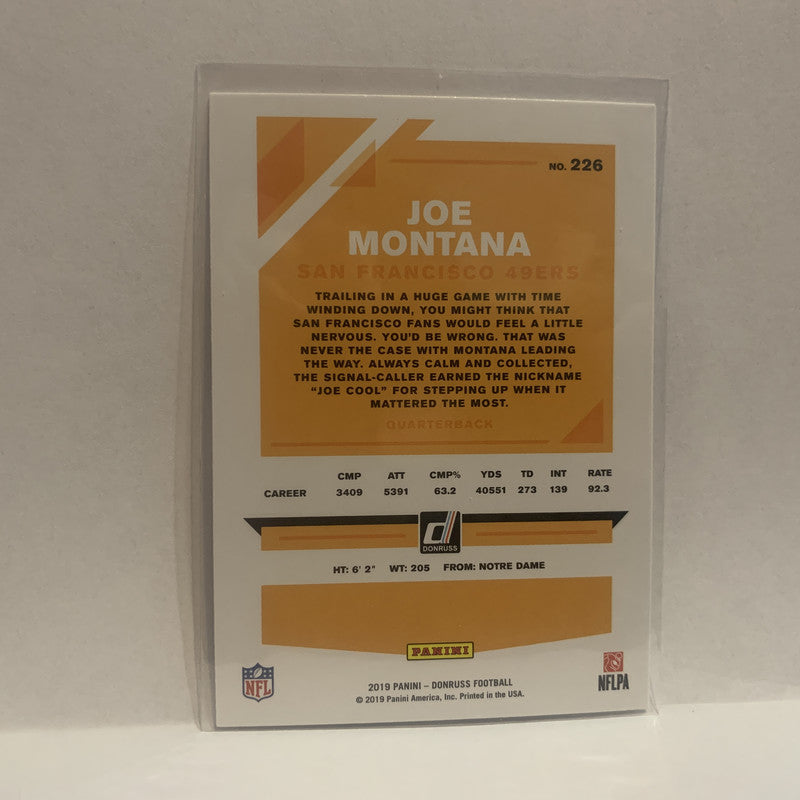 NO. 226
JOE
MONTANA
SAN FRANCISCO 49ERS
TRAILING IN A HUGE GAME WITH TIME
WINDING DOWN, YOU MIGHT THINK THAT
SAN FRANCISCO FANS WOULD FEEL A LITTLE
NERVOUS. YOU'D BE WRONG. THAT WAS
NEVER THE CASE WITH MONTANA LEADING
THE WAY. ALWAYS CALM AND COLLECTED,
THE SIGNAL-CALLER EARNED THE NICKNAME
"JOE COOL" FOR STEPPING UP WHEN IT
MATTERED THE MOST.
QUARTERBACK
CMP ATT CMP% YDS TD INT RATE
CAREER 3409 5391 63.2 40551 273 139 92.3
d
DONRUSS
HT: 6' 2" WT: 205 FROM: NOTRE DAME
PANINI
NFL
NFLPA
2019 PANINI – DONRUSS FOOTBALL
© 2019 Panini America, Inc. Printed in the USA.